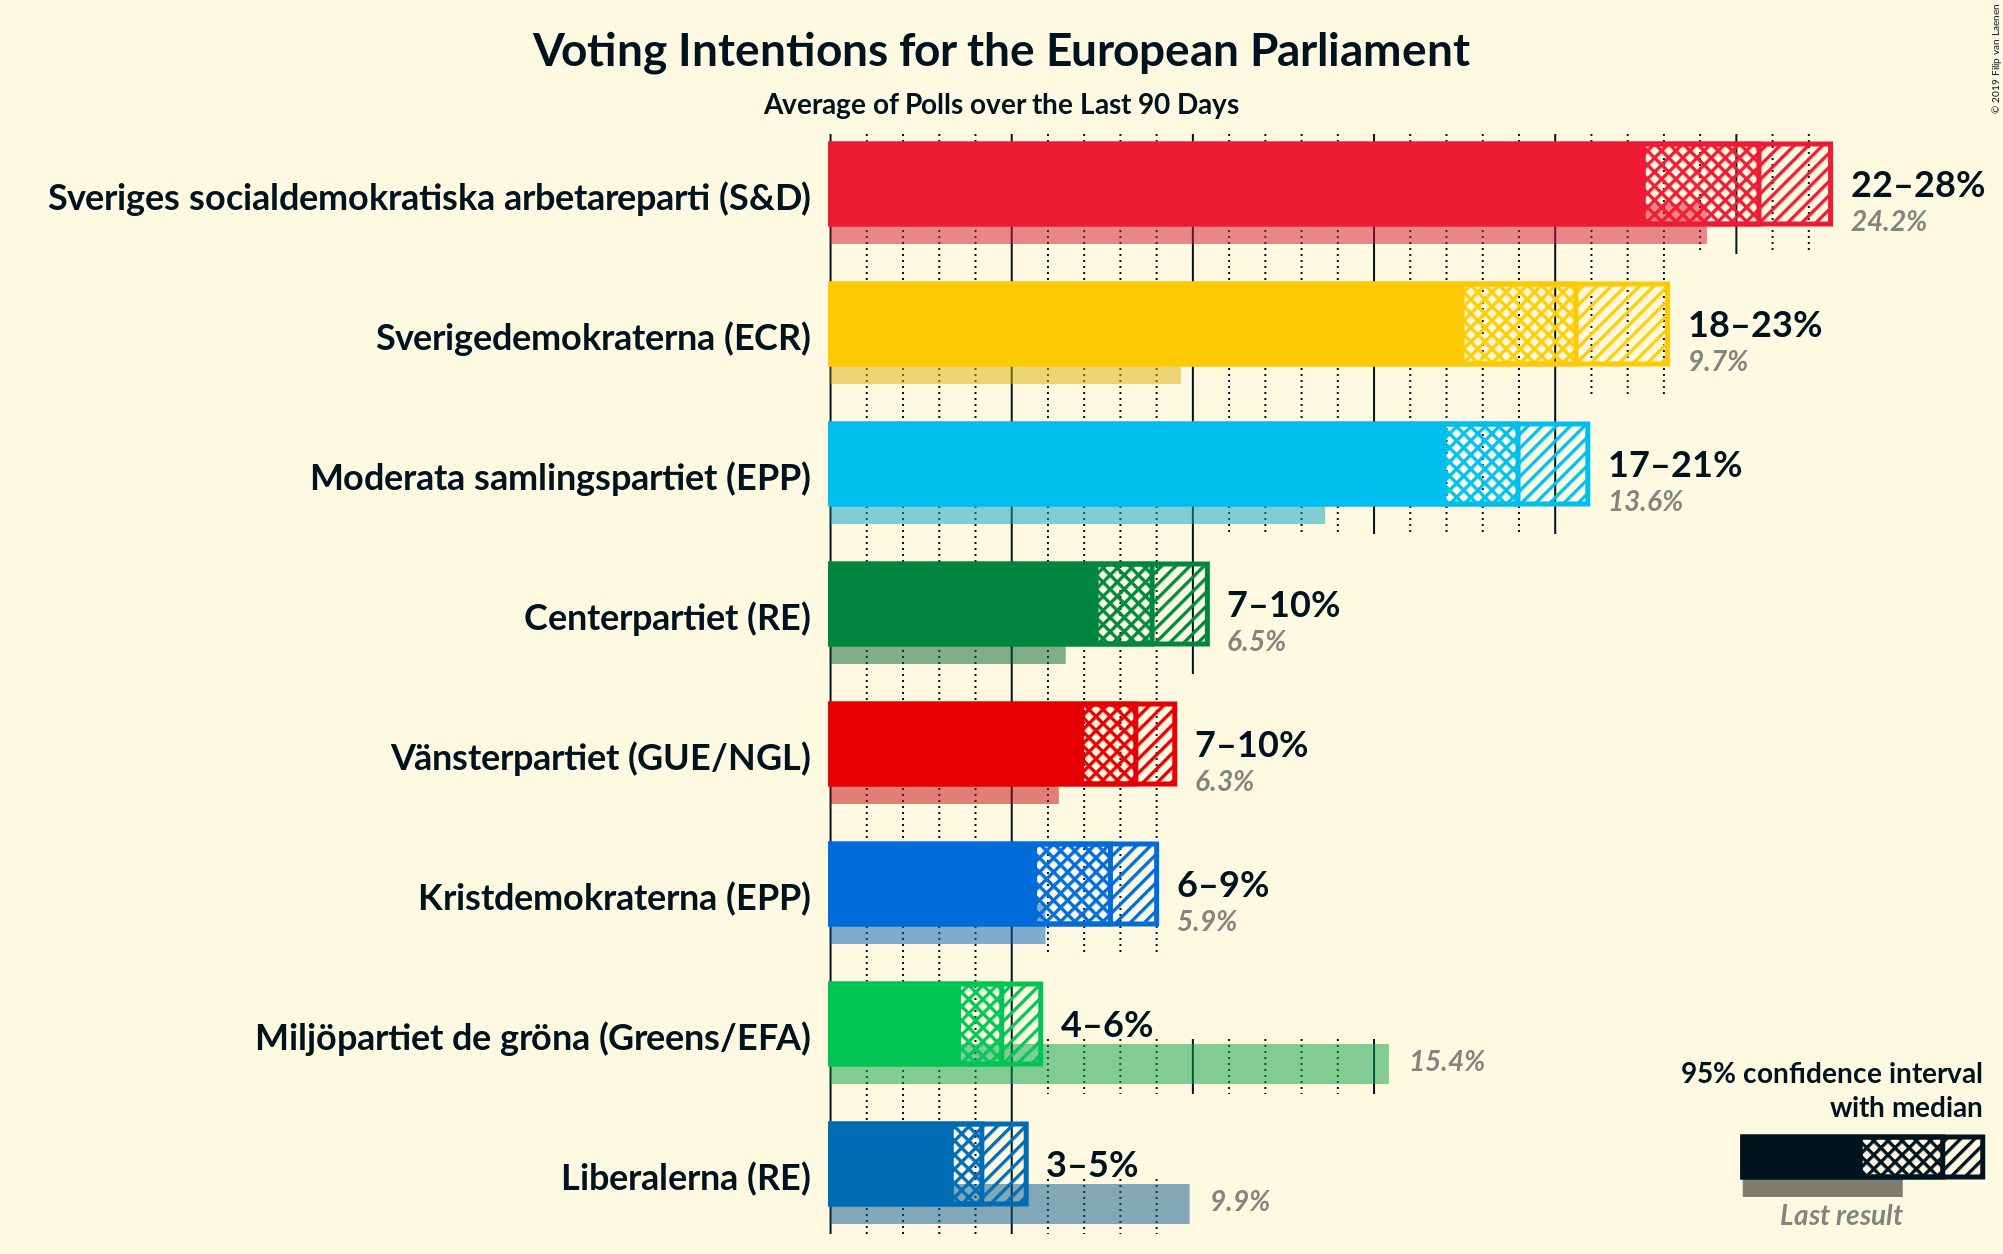 Voting Intentions for the European Parliament
Average of Polls over the Last 90 Days
© 2019 Filip van Laenen
Sveriges socialdemokratiska arbetareparti (S&D)
22–28%
24.2%
Sverigedemokraterna (ECR)
18–23%
9.7%
Moderata samlingspartiet (EPP)
17–21%
13.6%
Centerpartiet (RE)
7–10%
6.5%
Vänsterpartiet (GUE/NGL)
7–10%
6.3%
Kristdemokraterna (EPP)
6–9%
5.9%
Miljöpartiet de gröna (Greens/EFA)
4–6%
15.4%
Liberalerna (RE)
3–5%
9.9%
95% confidence interval
with median
Last result